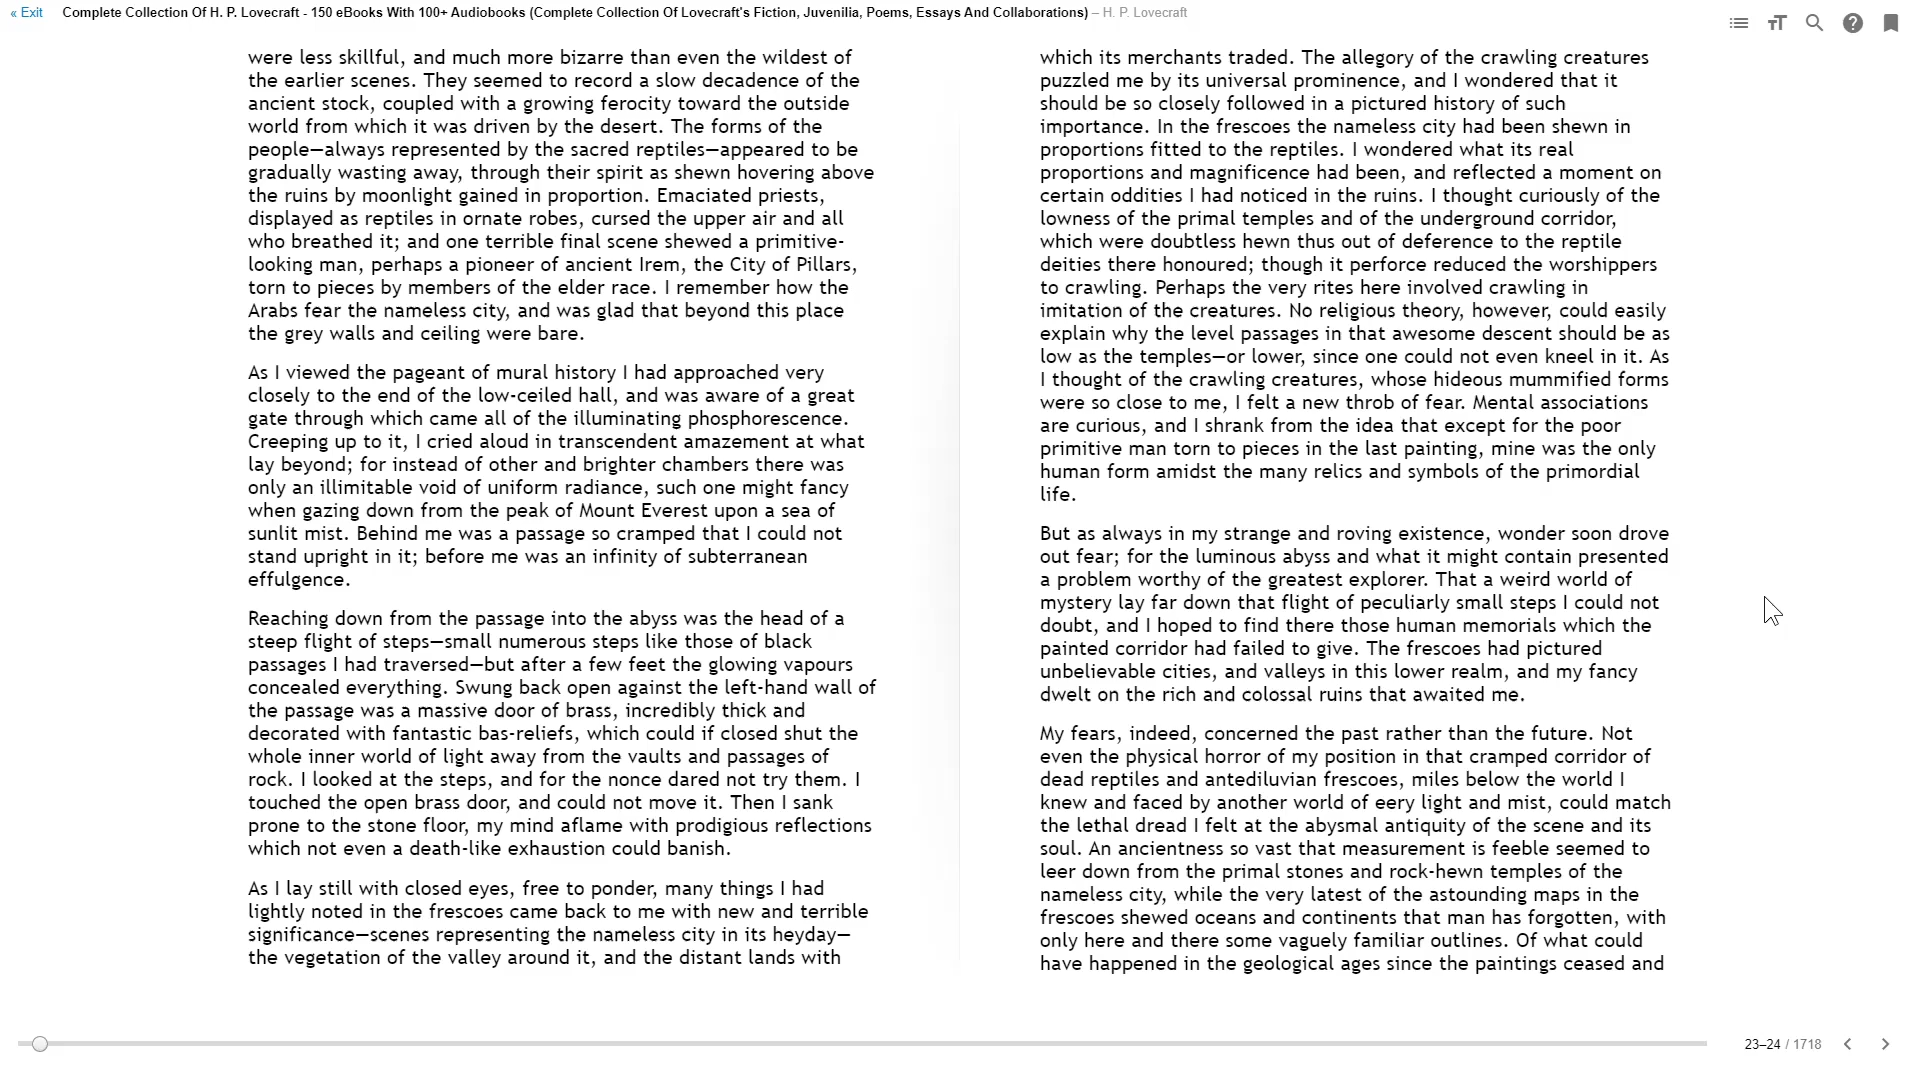 « Exit Complete Collection Of H. P. Lovecraft - 150 eBooks With 100+ Audiobooks (Complete Collection Of Lovecraft's Fiction, Juvenilia, Poems, Essays And Collaborations) – H. P. Lovecraft
were less skillful, and much more bizarre than even the wildest of
the earlier scenes. They seemed to record a slow decadence of the
ancient stock, coupled with a growing ferocity toward the outside
world from which it was driven by the desert. The forms of the
people—always represented by the sacred reptiles—appeared to be
gradually wasting away, through their spirit as shewn hovering above
the ruins by moonlight gained in proportion. Emaciated priests,
displayed as reptiles in ornate robes, cursed the upper air and all
who breathed it; and one terrible final scene shewed a primitive-
looking man, perhaps a pioneer of ancient Irem, the City of Pillars,
torn to pieces by members of the elder race. I remember how the
Arabs fear the nameless city, and was glad that beyond this place
the grey walls and ceiling were bare.
As I viewed the pageant of mural history I had approached very
closely to the end of the low-ceiled hall, and was aware of a great
gate through which came all of the illuminating phosphorescence.
Creeping up to it, I cried aloud in transcendent amazement at what
lay beyond; for instead of other and brighter chambers there was
only an illimitable void of uniform radiance, such one might fancy
when gazing down from the peak of Mount Everest upon a sea of
sunlit mist. Behind me was a passage so cramped that I could not
stand upright in it; before me was an infinity of subterranean
effulgence.
Reaching down from the passage into the abyss was the head of a
steep flight of steps—small numerous steps like those of black
passages I had traversed—but after a few feet the glowing vapours
concealed everything. Swung back open against the left-hand wall of
the passage was a massive door of brass, incredibly thick and
decorated with fantastic bas-reliefs, which could if closed shut the
whole inner world of light away from the vaults and passages of
rock. I looked at the steps, and for the nonce dared not try them. I
touched the open brass door, and could not move it. Then I sank
prone to the stone floor, my mind aflame with prodigious reflections
which not even a death-like exhaustion could banish.
As I lay still with closed eyes, free to ponder, many things I had
lightly noted in the frescoes came back to me with new and terrible
significance—scenes representing the nameless city in its heyday—
the vegetation of the valley around it, and the distant lands with
which its merchants traded. The allegory of the crawling creatures
puzzled me by its universal prominence, and I wondered that it
should be so closely followed in a pictured history of such
importance. In the frescoes the nameless city had been shewn in
proportions fitted to the reptiles. I wondered what its real
proportions and magnificence had been, and reflected a moment on
certain oddities I had noticed in the ruins. I thought curiously of the
lowness of the primal temples and of the underground corridor,
which were doubtless hewn thus out of deference to the reptile
deities there honoured; though it perforce reduced the worshippers
to crawling. Perhaps the very rites here involved crawling in
imitation of the creatures. No religious theory, however, could easily
explain why the level passages in that awesome descent should be as
low as the temples—or lower, since one could not even kneel in it. As
I thought of the crawling creatures, whose hideous mummified forms
were so close to me, I felt a new throb of fear. Mental associations
are curious, and I shrank from the idea that except for the poor
primitive man torn to pieces in the last painting, mine was the only
human form amidst the many relics and symbols of the primordial
life.
But as always in my strange and roving existence, wonder soon drove
out fear; for the luminous abyss and what it might contain presented
a problem worthy of the greatest explorer. That a weird world of
mystery lay far down that flight of peculiarly small steps I could not
doubt, and I hoped to find there those human memorials which the
painted corridor had failed to give. The frescoes had pictured
unbelievable cities, and valleys in this lower realm, and my fancy
dwelt on the rich and colossal ruins that awaited me.
My fears, indeed, concerned the past rather than the future. Not
even the physical horror of my position in that cramped corridor of
dead reptiles and antediluvian frescoes, miles below the world I
knew and faced by another world of eery light and mist, could match
the lethal dread I felt at the abysmal antiquity of the scene and its
soul. An ancientness so vast that measurement is feeble seemed to
leer down from the primal stones and rock-hewn temples of the
nameless city, while the very latest of the astounding maps in the
frescoes shewed oceans and continents that man has forgotten, with
only here and there some vaguely familiar outlines. Of what could
have happened in the geological ages since the paintings ceased and
23–24 / 1718